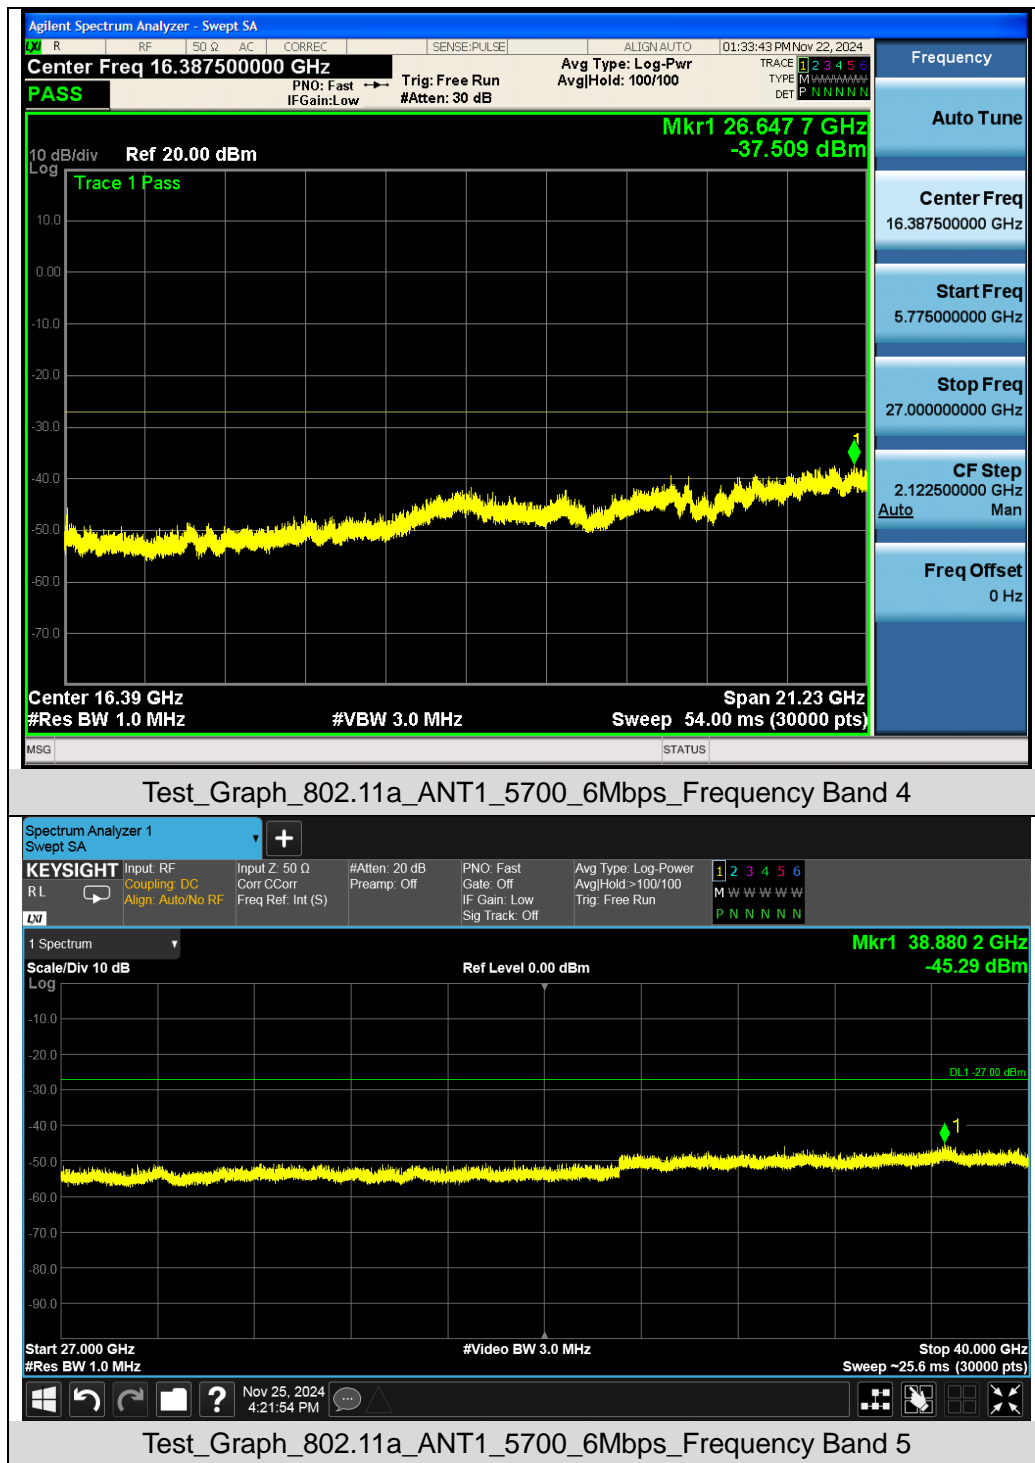 Agilent Spectrum Analyzer - Swept SA
LXI R RF 50 Ω AC CORREC SENSE:PULSE ALIGN AUTO 01:33:43 PM Nov 22, 2024
Center Freq 16.387500000 GHz
PASS
PNO: Fast
IFGain:Low
Trig: Free Run
#Atten: 30 dB
Avg Type: Log-Pwr
Avg|Hold: 100/100
TRACE 1 2 3 4 5 6
TYPE M W W W W W
DET P N N N N N
Mkr1 26.647 7 GHz
-37.509 dBm
10 dB/div Ref 20.00 dBm
Log
Trace 1 Pass
10.0
0.00
-10.0
-20.0
-30.0
1
-40.0
-50.0
-60.0
-70.0
Center 16.39 GHz Span 21.23 GHz
#Res BW 1.0 MHz #VBW 3.0 MHz Sweep 54.00 ms (30000 pts)
MSG STATUS
Frequency
Auto Tune
Center Freq
16.387500000 GHz
Start Freq
5.775000000 GHz
Stop Freq
27.000000000 GHz
CF Step
2.122500000 GHz
Auto Man
Freq Offset
0 Hz
Test_Graph_802.11a_ANT1_5700_6Mbps_Frequency Band 4
Spectrum Analyzer 1
Swept SA
+
KEYSIGHT
R L
LXI
Input: RF
Coupling: DC
Align: Auto/No RF
Input Z: 50 Ω
Corr CCorr
Freq Ref: Int (S)
#Atten: 20 dB
Preamp: Off
PNO: Fast
Gate: Off
IF Gain: Low
Sig Track: Off
Avg Type: Log-Power
Avg|Hold:>100/100
Trig: Free Run
1 2 3 4 5 6
M W W W W W
P N N N N N
1 Spectrum
Mkr1 38.880 2 GHz
-45.29 dBm
Scale/Div 10 dB Ref Level 0.00 dBm
Log
-10.0
-20.0
DL1 -27.00 dBm
-30.0
-40.0
1
-50.0
-60.0
-70.0
-80.0
-90.0
Start 27.000 GHz #Video BW 3.0 MHz Stop 40.000 GHz
#Res BW 1.0 MHz Sweep ~25.6 ms (30000 pts)
?
Nov 25, 2024
4:21:54 PM
Test_Graph_802.11a_ANT1_5700_6Mbps_Frequency Band 5